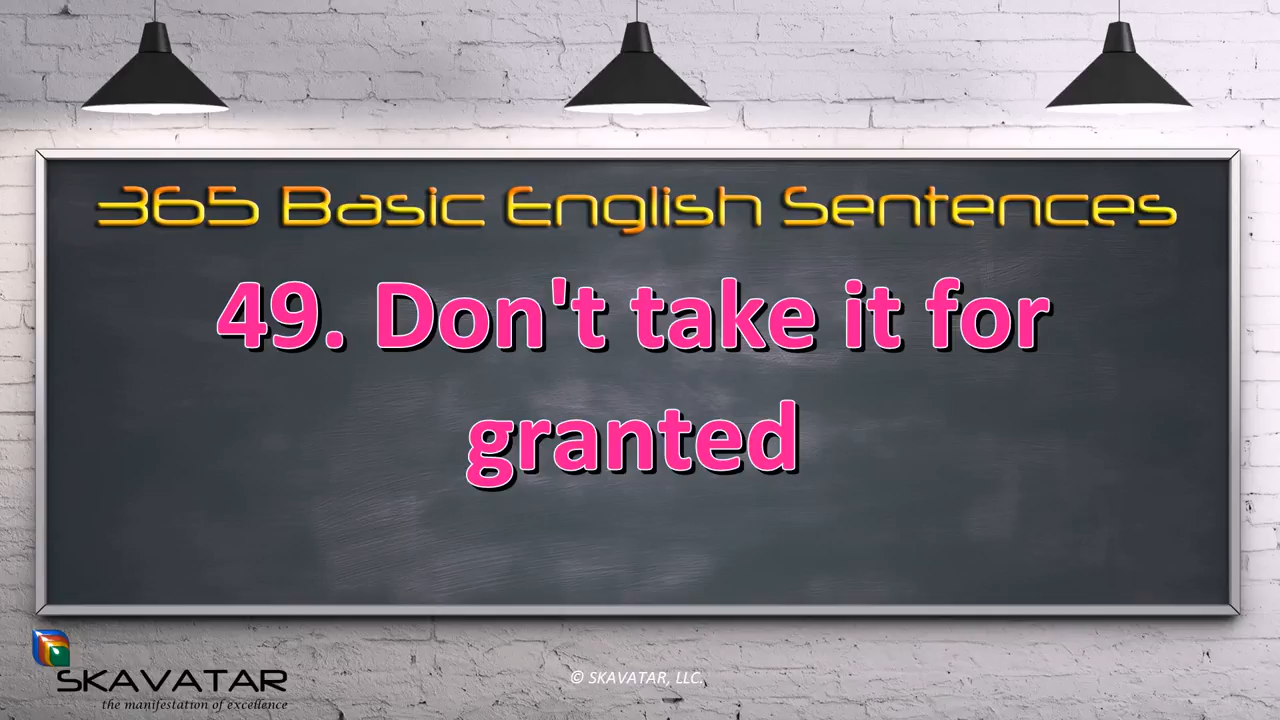 365 Basic English Sentences
49. Don't take it for
granted
SKAVATAR
the manifestation of excellence
© SKAVATAR, LLC.